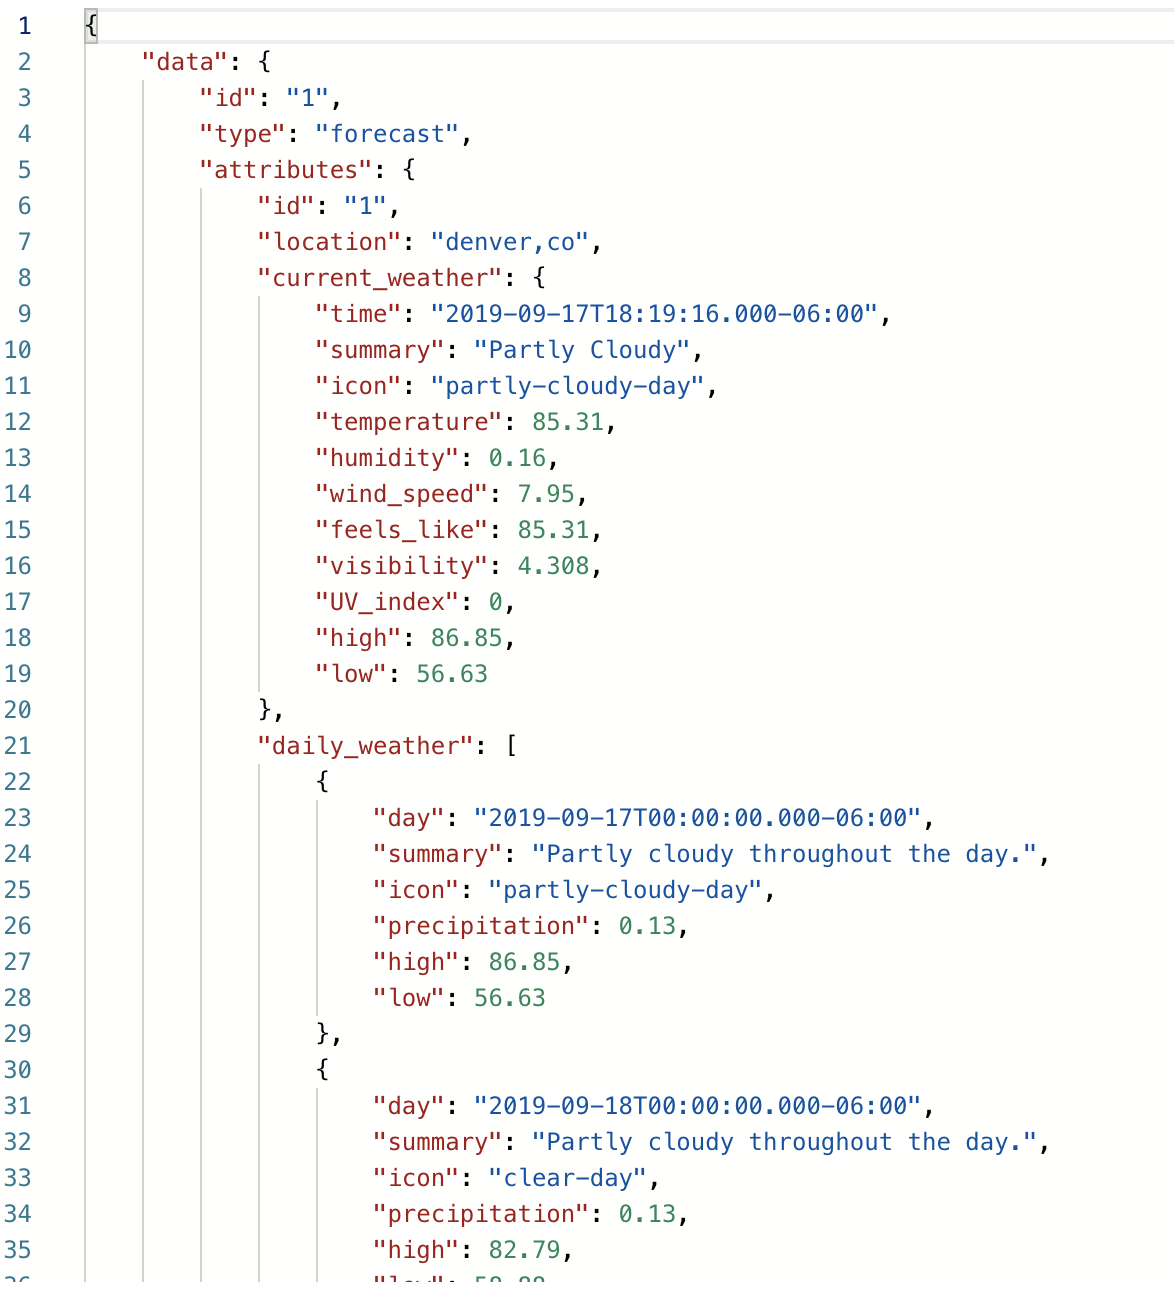 1 {
2 "data": {
3 "id": "1",
4 "type": "forecast",
5 "attributes": {
6 "id": "1",
7 "location": "denver,co",
8 "current_weather": {
9 "time": "2019-09-17T18:19:16.000-06:00",
10 "summary": "Partly Cloudy",
11 "icon": "partly-cloudy-day",
12 "temperature": 85.31,
13 "humidity": 0.16,
14 "wind_speed": 7.95,
15 "feels_like": 85.31,
16 "visibility": 4.308,
17 "UV_index": 0,
18 "high": 86.85,
19 "low": 56.63
20 },
21 "daily_weather": [
22 {
23 "day": "2019-09-17T00:00:00.000-06:00",
24 "summary": "Partly cloudy throughout the day.",
25 "icon": "partly-cloudy-day",
26 "precipitation": 0.13,
27 "high": 86.85,
28 "low": 56.63
29 },
30 {
31 "day": "2019-09-18T00:00:00.000-06:00",
32 "summary": "Partly cloudy throughout the day.",
33 "icon": "clear-day",
34 "precipitation": 0.13,
35 "high": 82.79,